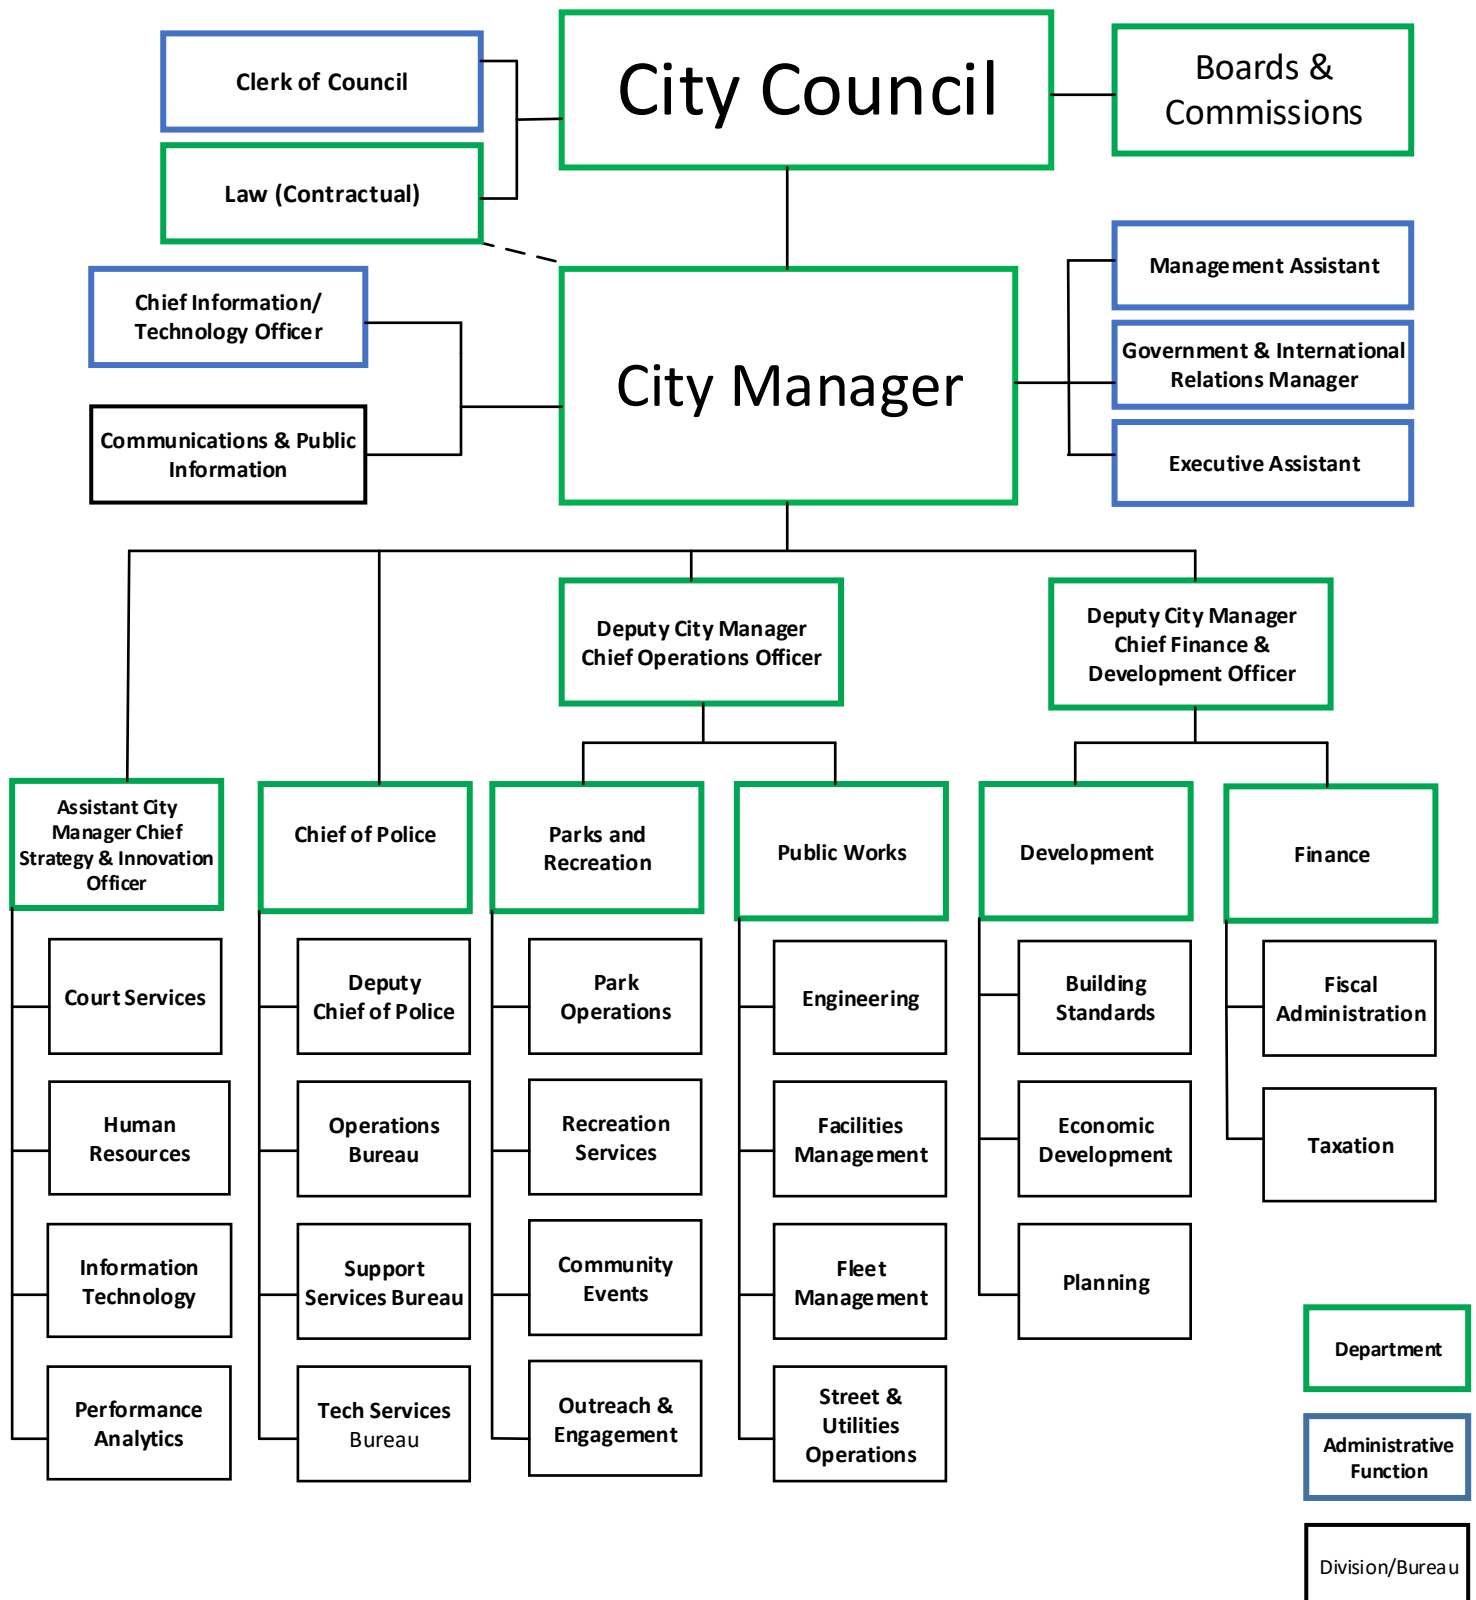 City Council
Boards &
Commissions
Clerk of Council
Law (Contractual)
Management Assistant
Chief Information/
Technology Officer
City Manager
Government & International
Relations Manager
Communications & Public
Information
Executive Assistant
Deputy City Manager
Chief Operations Officer
Deputy City Manager
Chief Finance &
Development Officer
Assistant City
Manager Chief
Strategy & Innovation
Officer
Chief of Police
Parks and
Recreation
Public Works
Development
Finance
Court Services
Deputy
Chief of Police
Park
Operations
Engineering
Building
Standards
Fiscal
Administration
Human
Resources
Operations
Bureau
Recreation
Services
Facilities
Management
Economic
Development
Taxation
Information
Technology
Support
Services Bureau
Community
Events
Fleet
Management
Planning
Performance
Analytics
Tech Services
Bureau
Outreach &
Engagement
Street &
Utilities
Operations
Department
Administrative
Function
Division/Bureau